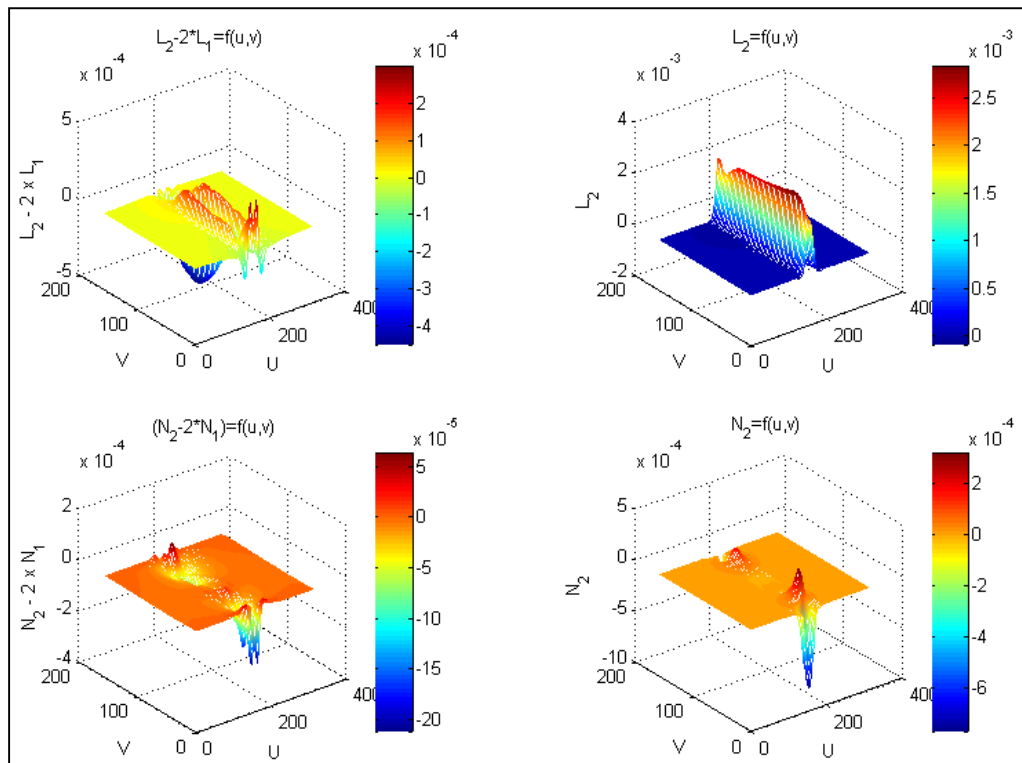 L₂-2*L₁=f(u,v)
x 10⁻⁴
x 10⁻⁴
5
0
-5
L₂ - 2 x L₁
200
100
0
V
0
200
400
U
2
1
0
-1
-2
-3
-4
L₂=f(u,v)
x 10⁻³
x 10⁻³
4
2
0
-2
L₂
200
100
0
V
0
200
400
U
2.5
2
1.5
1
0.5
0
(N₂-2*N₁)=f(u,v)
x 10⁻⁴
x 10⁻⁵
2
0
-2
-4
N₂ - 2 x N₁
200
100
0
V
0
200
400
U
5
0
-5
-10
-15
-20
N₂=f(u,v)
x 10⁻⁴
x 10⁻⁴
5
0
-5
-10
N₂
200
100
0
V
0
200
400
U
2
0
-2
-4
-6